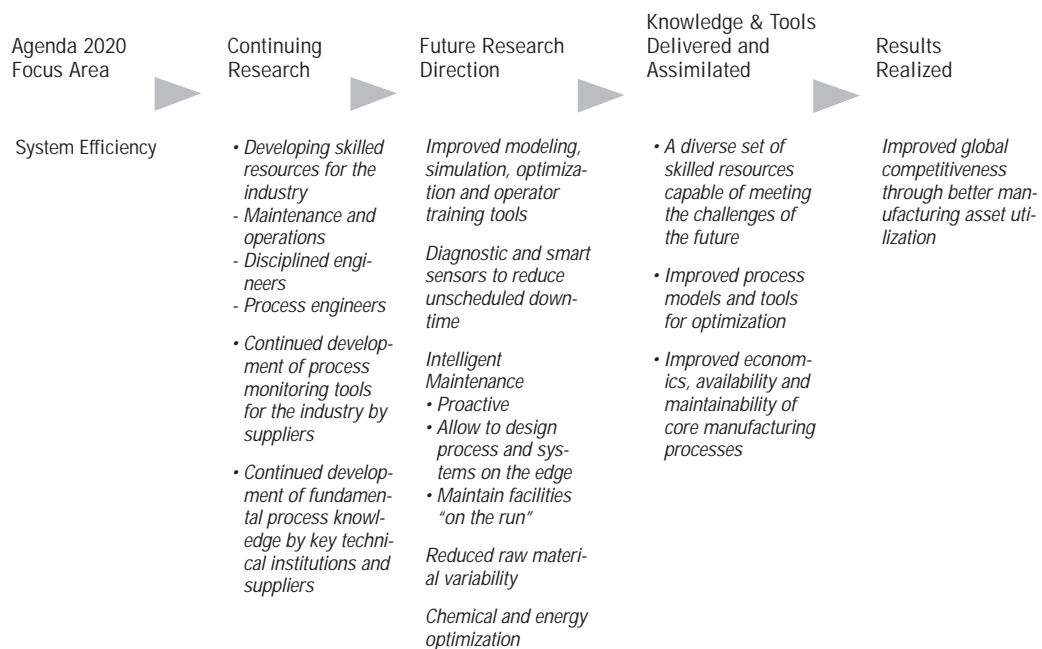 Agenda 2020
Focus Area
Continuing
Research
Future Research
Direction
Knowledge & Tools
Delivered and
Assimilated
Results
Realized
System Efficiency
• Developing skilled
resources for the
industry
- Maintenance and
operations
- Disciplined engi-
neers
- Process engineers
• Continued develop-
ment of process
monitoring tools
for the industry by
suppliers
• Continued develop-
ment of fundamen-
tal process knowl-
edge by key techni-
cal institutions and
suppliers
Improved modeling,
simulation, optimiza-
tion and operator
training tools
Diagnostic and smart
sensors to reduce
unscheduled down-
time
Intelligent
Maintenance
• Proactive
• Allow to design
process and sys-
tems on the edge
• Maintain facilities
“on the run”
Reduced raw materi-
al variability
Chemical and energy
optimization
• A diverse set of
skilled resources
capable of meeting
the challenges of
the future
• Improved process
models and tools
for optimization
• Improved econom-
ics, availability and
maintainability of
core manufacturing
processes
Improved global
competitiveness
through better man-
ufacturing asset uti-
lization